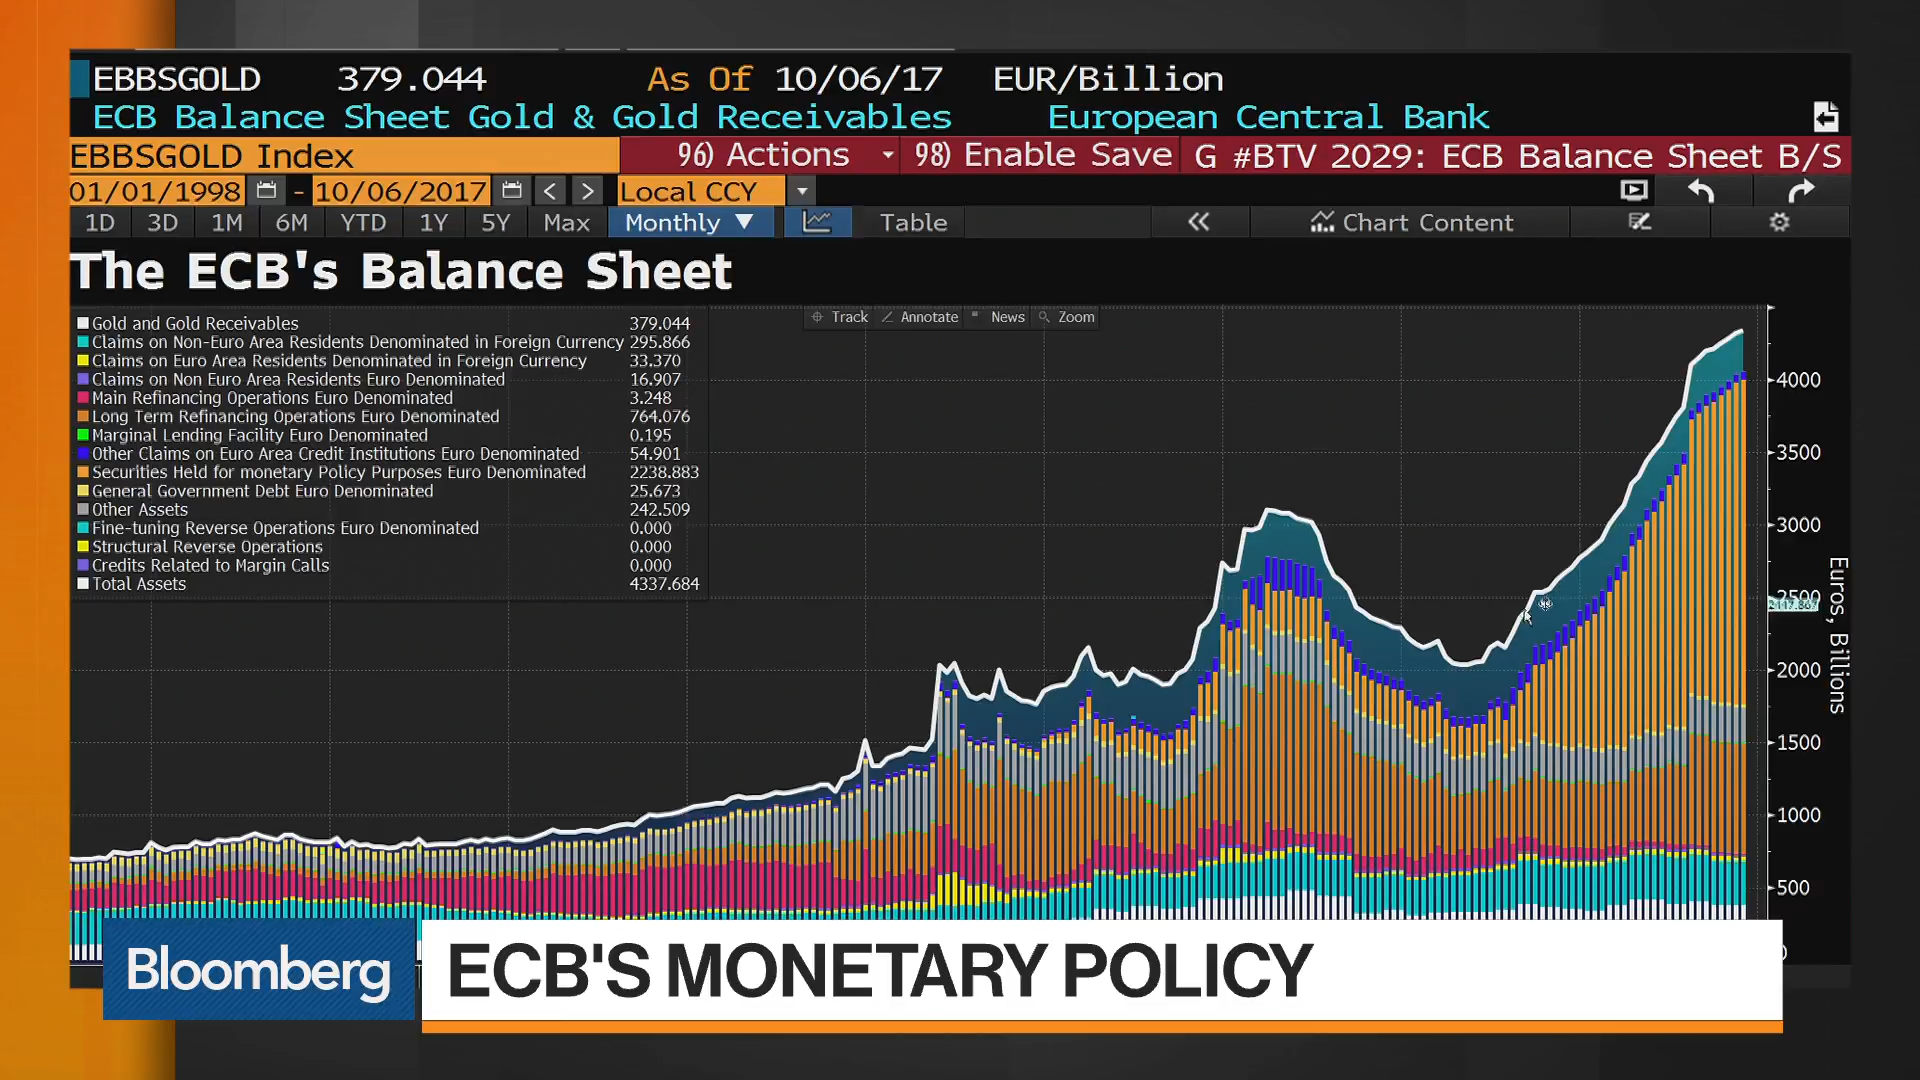 EBBSGOLD 379.044 As Of 10/06/17 EUR/Billion
ECB Balance Sheet Gold & Gold Receivables European Central Bank
EBBSGOLD Index 96) Actions 98) Enable Save G #BTV 2029: ECB Balance Sheet B/S
01/01/1998 - 10/06/2017 < > Local CCY
1D 3D 1M 6M YTD 1Y 5Y Max Monthly ▼ Table « Chart Content
The ECB's Balance Sheet
Track Annotate News Zoom
Gold and Gold Receivables 379.044
Claims on Non-Euro Area Residents Denominated in Foreign Currency 295.866
Claims on Euro Area Residents Denominated in Foreign Currency 33.370
Claims on Non Euro Area Residents Euro Denominated 16.907
Main Refinancing Operations Euro Denominated 3.248
Long Term Refinancing Operations Euro Denominated 764.076
Marginal Lending Facility Euro Denominated 0.195
Other Claims on Euro Area Credit Institutions Euro Denominated 54.901
Securities Held for monetary Policy Purposes Euro Denominated 2238.883
General Government Debt Euro Denominated 25.673
Other Assets 242.509
Fine-tuning Reverse Operations Euro Denominated 0.000
Structural Reverse Operations 0.000
Credits Related to Margin Calls 0.000
Total Assets 4337.684
4000
3500
3000
2500
2000
1500
1000
500
Euros, Billions
Bloomberg
ECB'S MONETARY POLICY